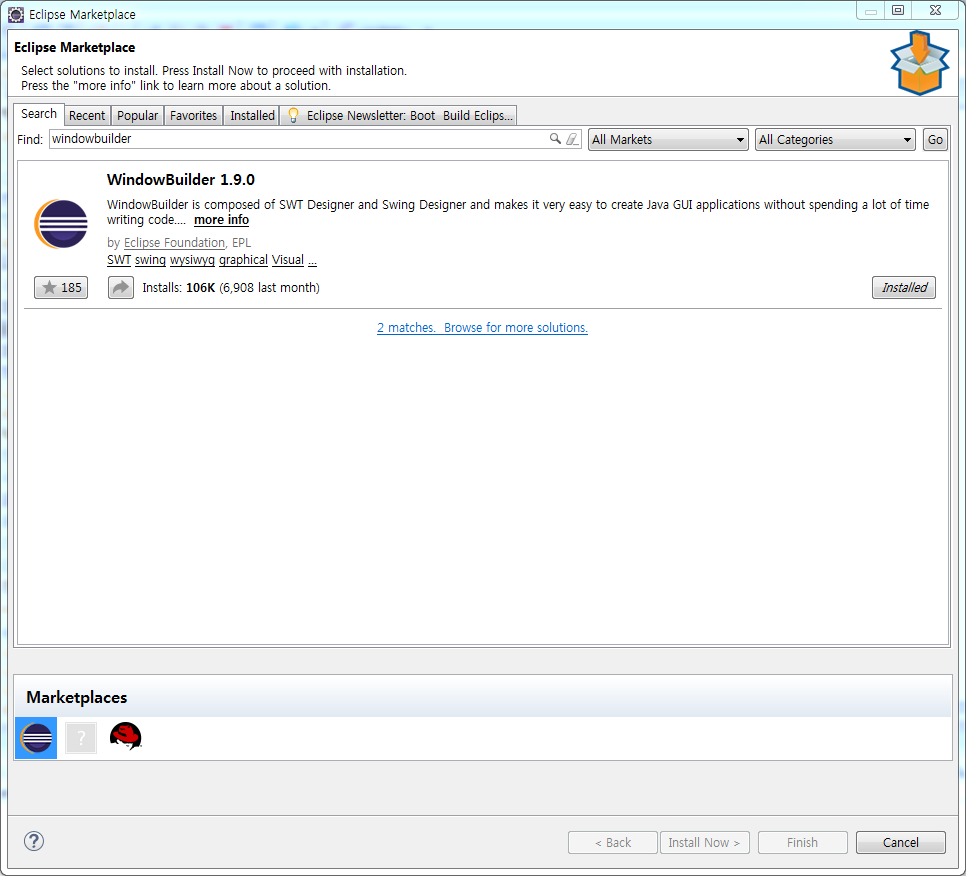 Eclipse Marketplace
Eclipse Marketplace
Select solutions to install. Press Install Now to proceed with installation.
Press the "more info" link to learn more about a solution.
Search Recent Popular Favorites Installed Eclipse Newsletter: Boot Build Eclips...
Find: windowbuilder All Markets All Categories Go
WindowBuilder 1.9.0
WindowBuilder is composed of SWT Designer and Swing Designer and makes it very easy to create Java GUI applications without spending a lot of time
writing code.... more info
by Eclipse Foundation, EPL
SWT swing wysiwyg graphical Visual ...
185 Installs: 106K (6,908 last month) Installed
2 matches. Browse for more solutions.
Marketplaces
?
? < Back Install Now > Finish Cancel